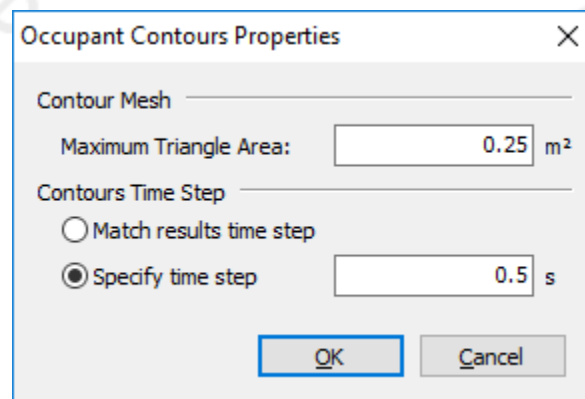 Occupant Contours Properties
Contour Mesh
Maximum Triangle Area: 0.25 m²
Contours Time Step
Match results time step
Specify time step 0.5 s
OK Cancel